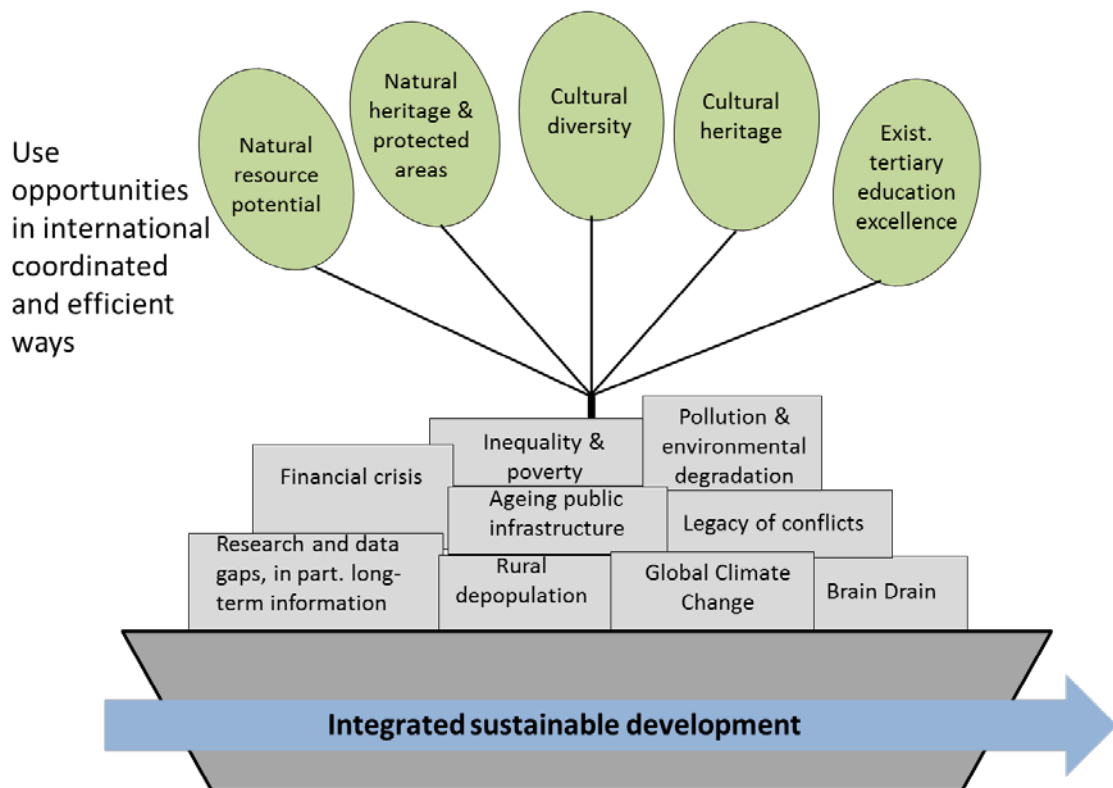 Use
opportunities
in international
coordinated
and efficient
ways
Natural
resource
potential
Natural
heritage &
protected
areas
Cultural
diversity
Cultural
heritage
Exist.
tertiary
education
excellence
Inequality &
poverty
Pollution &
environmental
degradation
Financial crisis
Ageing public
infrastructure
Legacy of conflicts
Research and data
gaps, in part. long-
term information
Rural
depopulation
Global Climate
Change
Brain Drain
Integrated sustainable development